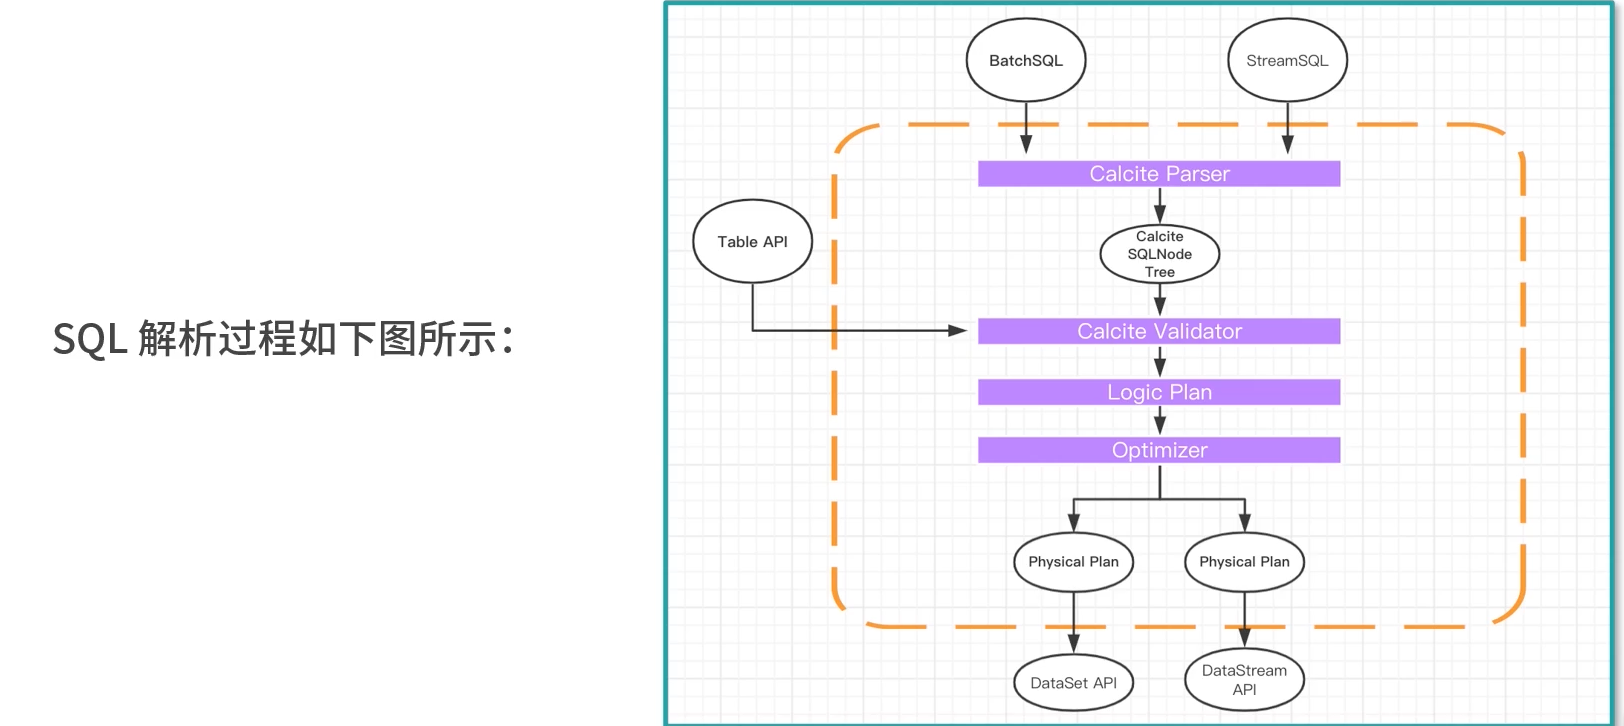 SQL 解析过程如下图所示：
BatchSQL
StreamSQL
Calcite Parser
Table API
Calcite
SQLNode
Tree
Calcite Validator
Logic Plan
Optimizer
Physical Plan
Physical Plan
DataSet API
DataStream
API